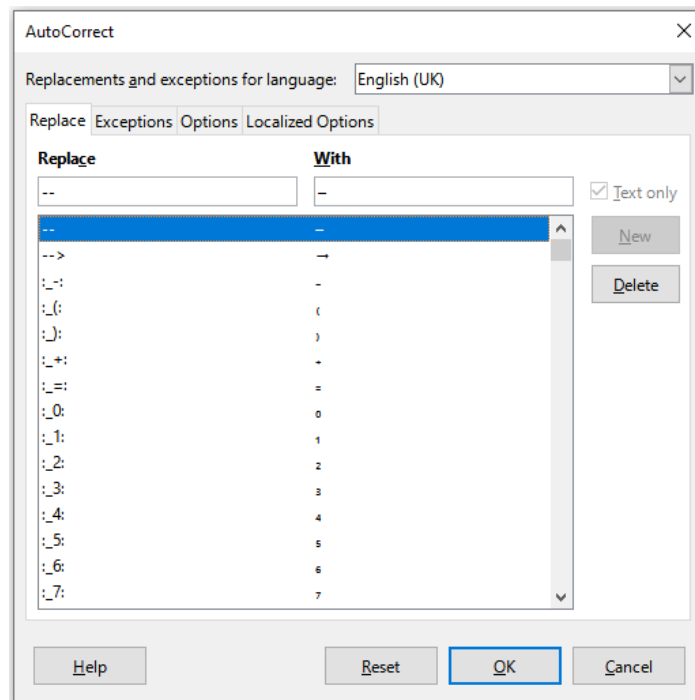 AutoCorrect
Replacements and exceptions for language: English (UK)
Replace Exceptions Options Localized Options
Replace With
-- – Text only
-- – New
--> → Delete
:_-: ₋
:_(: ₍
:_): ₎
:_+: ₊
:_=: ₌
:_0: ₀
:_1: ₁
:_2: ₂
:_3: ₃
:_4: ₄
:_5: ₅
:_6: ₆
:_7: ₇
Help Reset OK Cancel